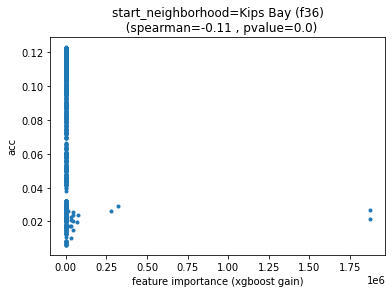 start_neighborhood=Kips Bay (f36)
(spearman=-0.11 , pvalue=0.0)
0.12
0.10
0.08
0.06
0.04
0.02
acc
0.00 0.25 0.50 0.75 1.00 1.25 1.50 1.75
1e6
feature importance (xgboost gain)